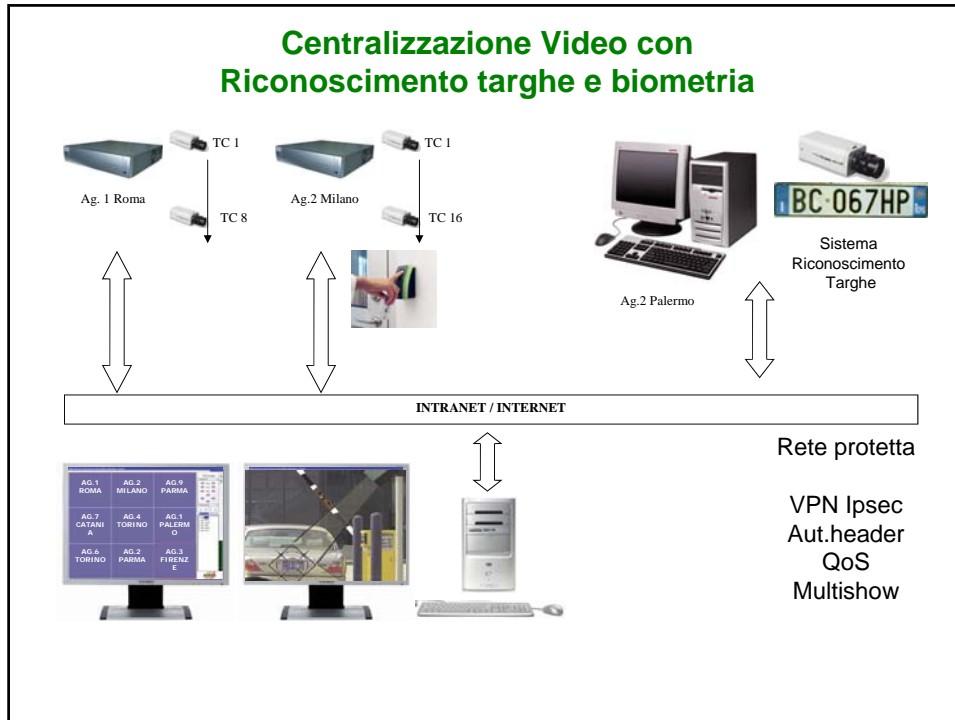 Centralizzazione Video con
Riconoscimento targhe e biometria
TC 1
TC 1
Ag. 1 Roma
Ag.2 Milano
TC 8
TC 16
BC 067HP
Sistema
Riconoscimento
Targhe
Ag.2 Palermo
INTRANET / INTERNET
Rete protetta
VPN Ipsec
Aut.header
QoS
Multishow
AG.1
ROMA
AG.2
MILANO
AG.9
PARMA
AG.7
CATANI
A
AG.4
TORINO
AG.1
PALERM
O
AG.6
TORINO
AG.2
PARMA
AG.3
FIRENZ
E